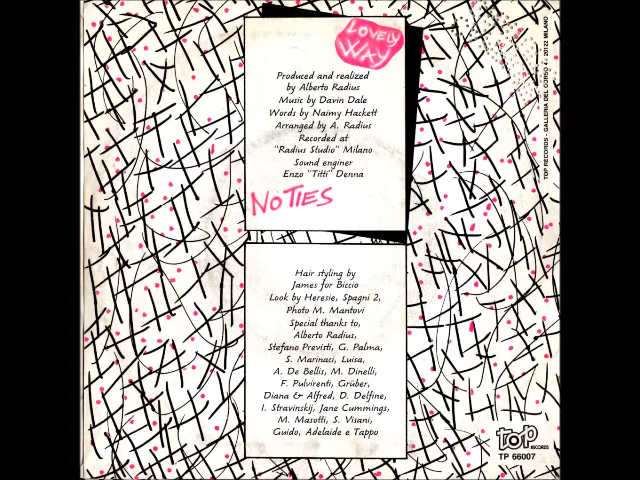 LOVELY
WAY
Produced and realized
by Alberto Radius
Music by Davin Dale
Words by Naimy Hackett
Arranged by A. Radius
Recorded at
"Radius Studio" Milano
Sound enginer
Enzo "Titti" Denna
NOTIES
Hair styling by
James for Biccio
Look by Heresie, Spagni 2,
Photo M. Mantovi
Special thanks to,
Alberto Radius,
Stefano Previsti, G. Palma,
S. Marinaci, Luisa,
A. De Bellis, M. Dinelli,
F. Pulvirenti, Grüber,
Diana & Alfred, D. Delfine,
I. Stravinskij, Jane Cummings,
M. Masotti, S. Visani,
Guido, Adelaide e Tappo
TOP RECORDS - GALLERIA DEL CORSO 4 - 20122 MILANO
top RECORDS
TP 66007